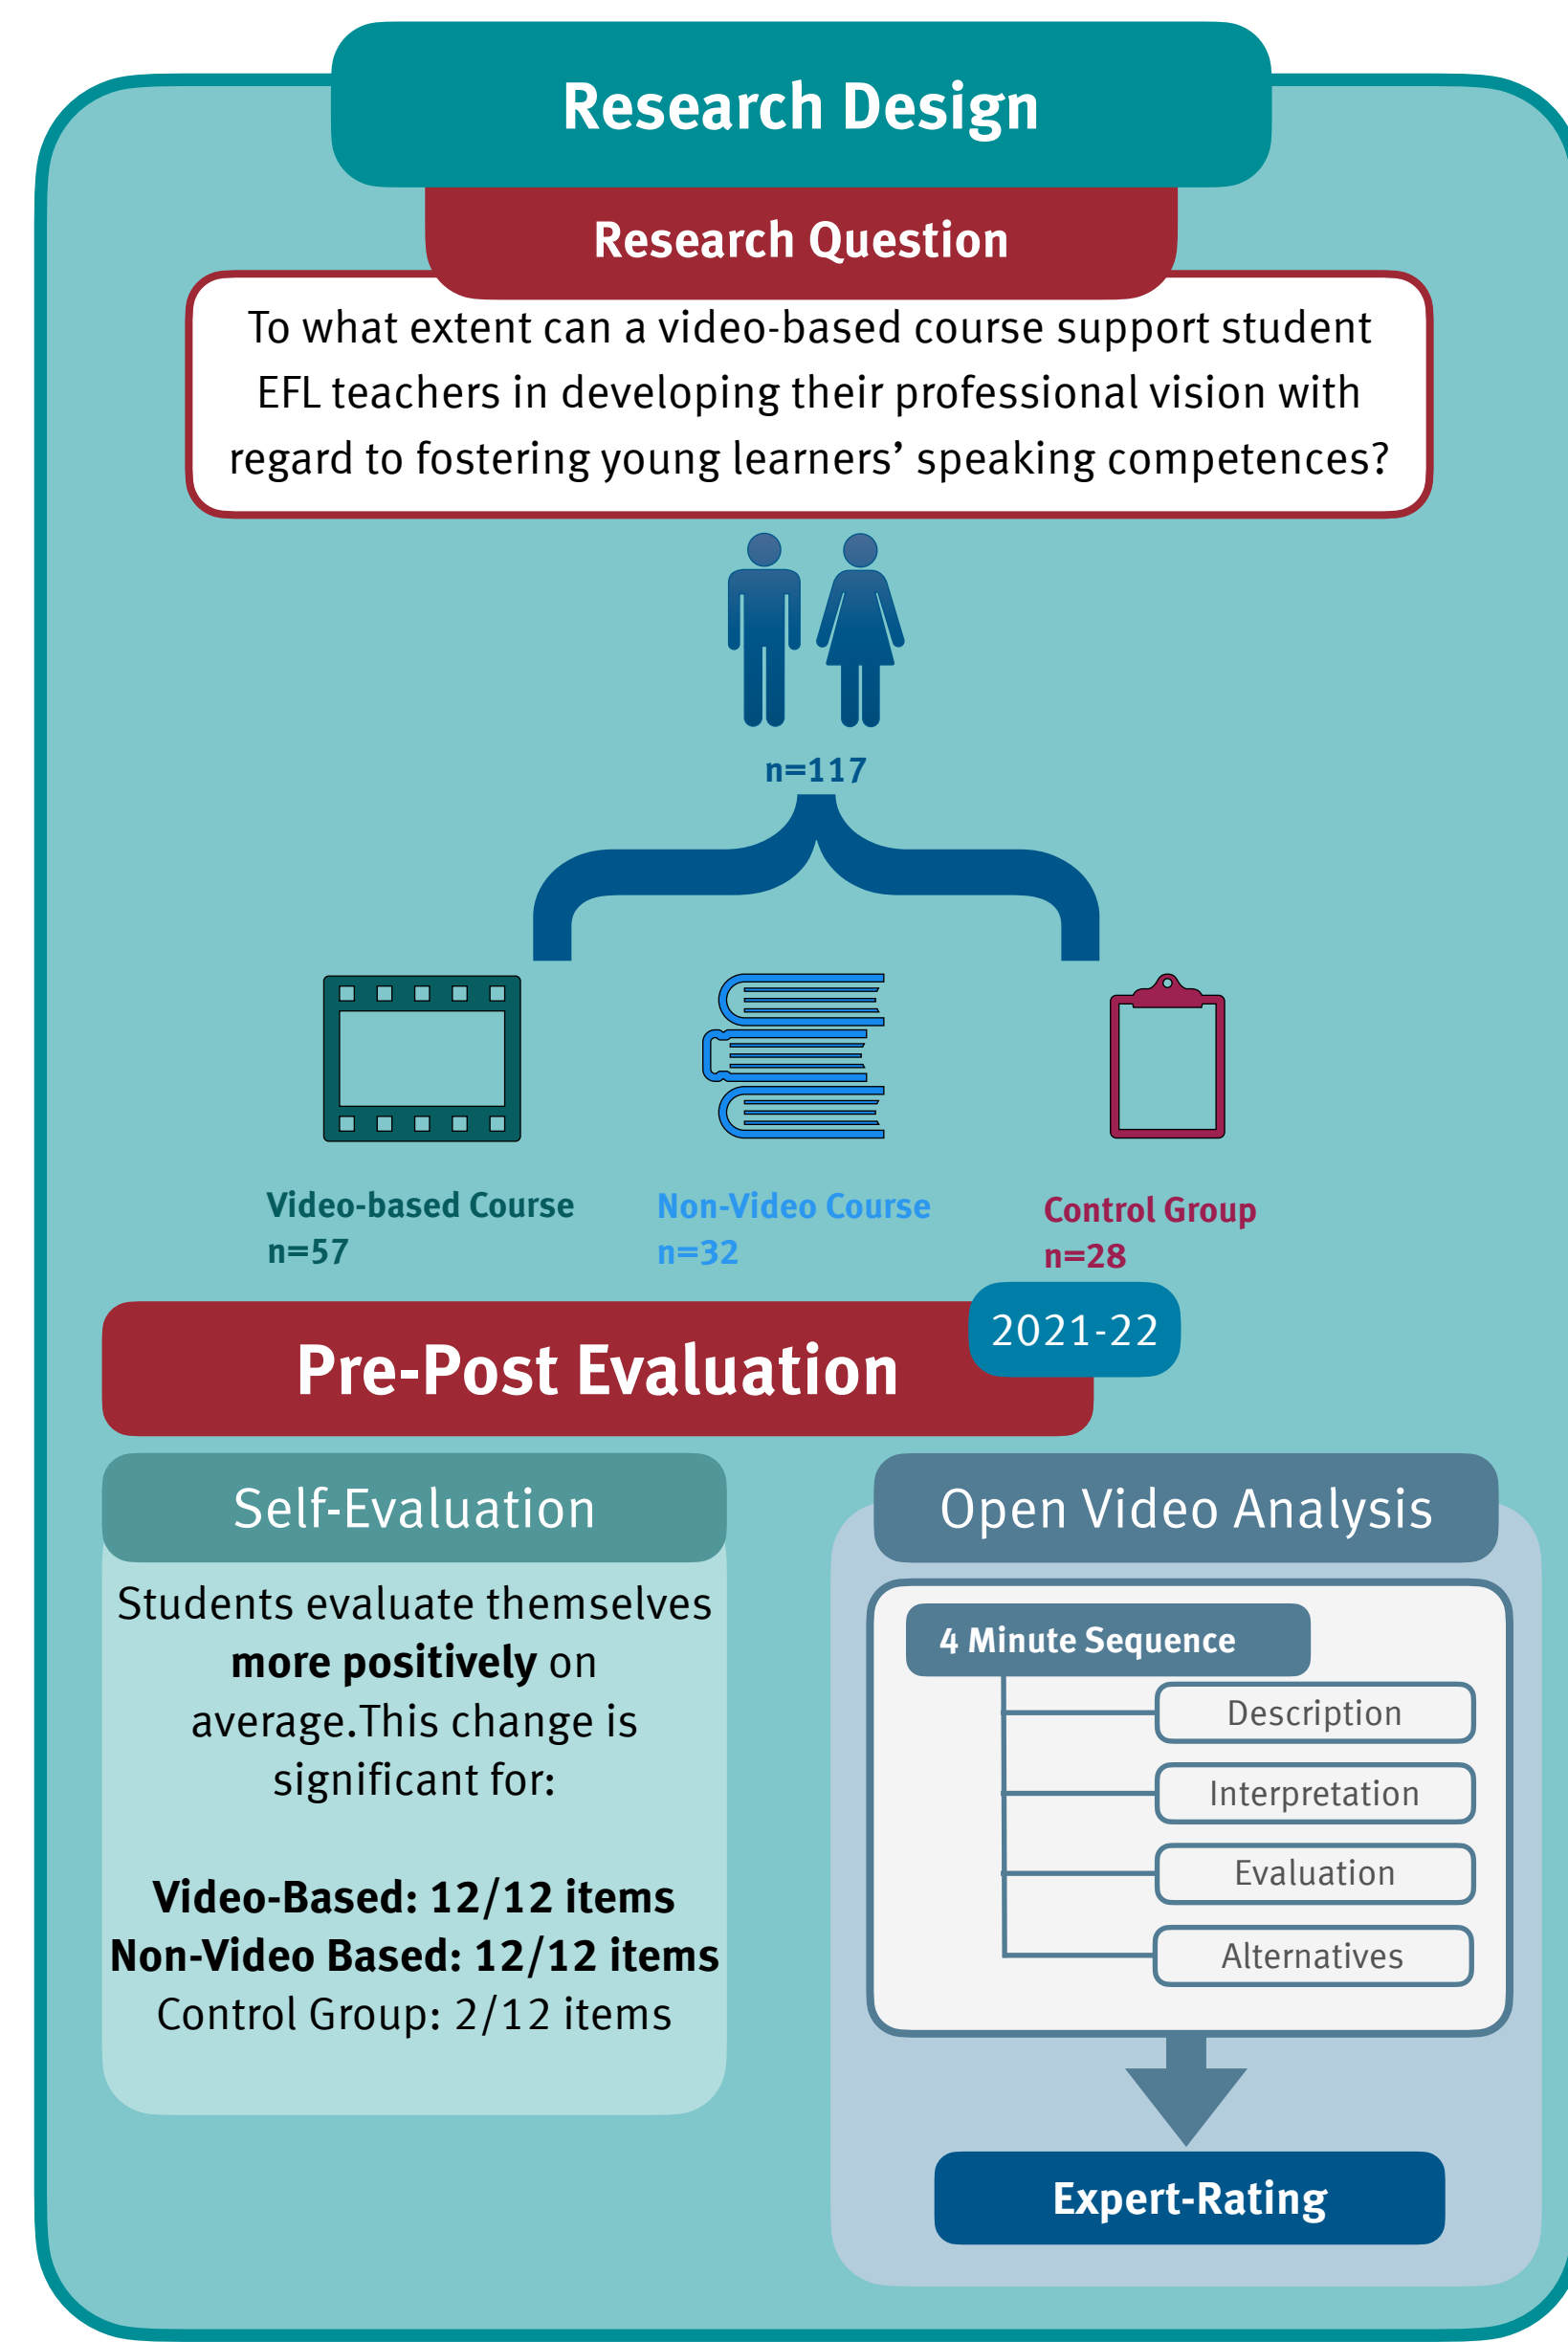 Research Design
Research Question
To what extent can a video-based course support student
EFL teachers in developing their professional vision with
regard to fostering young learners’ speaking competences?
n=117
Video-based Course
n=57
Non-Video Course
n=32
Control Group
n=28
2021-22
Pre-Post Evaluation
Self-Evaluation
Students evaluate themselves
more positively on
average.This change is
significant for:
Video-Based: 12/12 items
Non-Video Based: 12/12 items
Control Group: 2/12 items
Open Video Analysis
4 Minute Sequence
Description
Interpretation
Evaluation
Alternatives
Expert-Rating